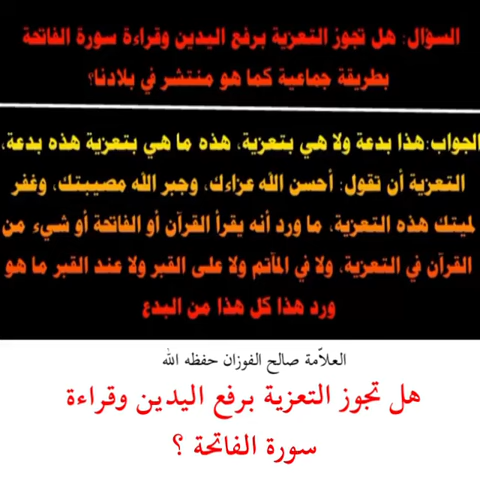 السؤال: هل تجوز التعزية برفع اليدين وقراءة سورة الفاتحة
بطريقة جماعية كما هو منتشر في بلادنا؟
الجواب:هذا بدعة ولا هي بتعزية، هذه ما هي بتعزية هذه بدعة،
التعزية أن تقول: أحسن الله عزاءك، وجبر الله مصيبتك، وغفر
لميتك هذه التعزية، ما ورد أنه يقرأ القرآن أو الفاتحة أو شيء من
القرآن في التعزية، ولا في المآتم ولا على القبر ولا عند القبر ما هو
ورد هذا كل هذا من البدع
العلاّمة صالح الفوزان حفظه الله
هل تجوز التعزية برفع اليدين وقراءة
سورة الفاتحة ؟